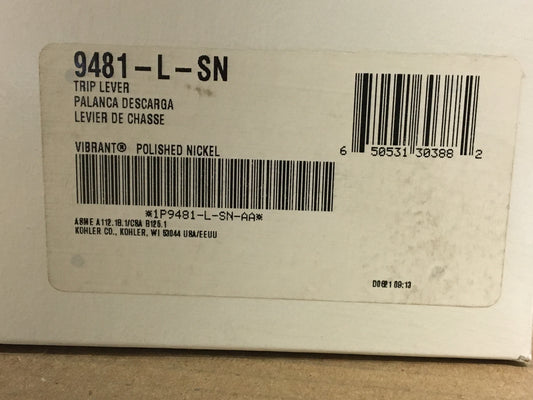 9481-L-SN
TRIP LEVER
PALANCA DESCARGA
LEVIER DE CHASSE
VIBRANT® POLISHED NICKEL
6 50531 30388 2
*1P9481-L-SN-AA*
ASME A112.18.1/CSA B125.1
KOHLER CO., KOHLER, WI 53044 USA/EEUU
D0621 09:13